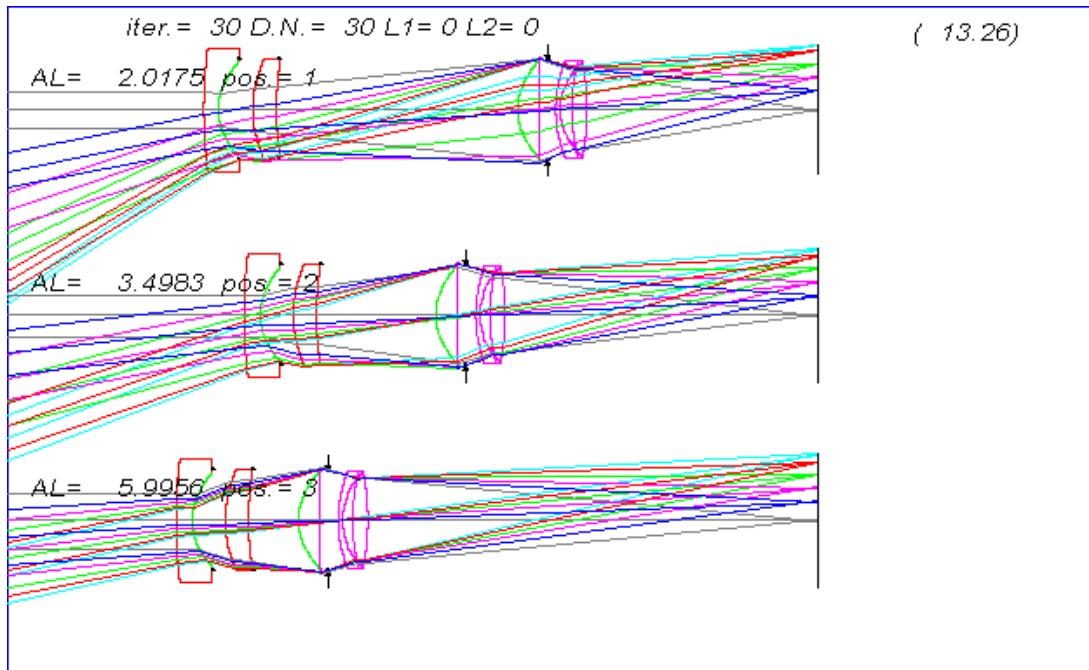 iter.= 30 D.N.= 30 L1= 0 L2= 0 ( 13.26)
AL= 2.0175 pos.= 1
AL= 3.4983 pos.= 2
AL= 5.9956 pos.= 3